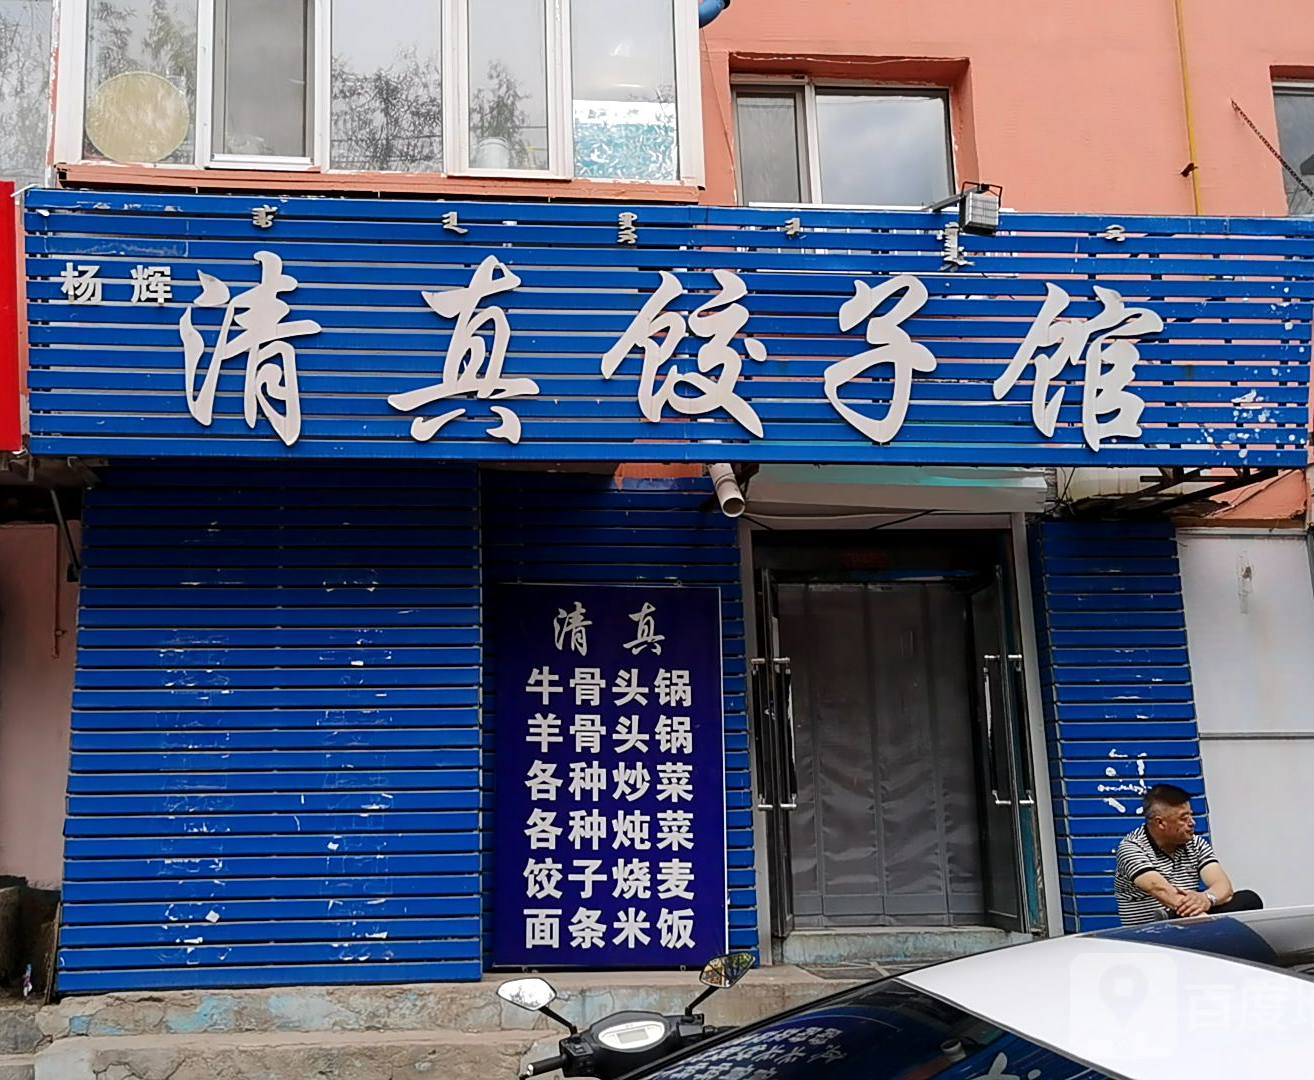 杨辉
清真饺子馆
清真
牛骨头锅
羊骨头锅
各种炒菜
各种炖菜
饺子烧麦
面条米饭